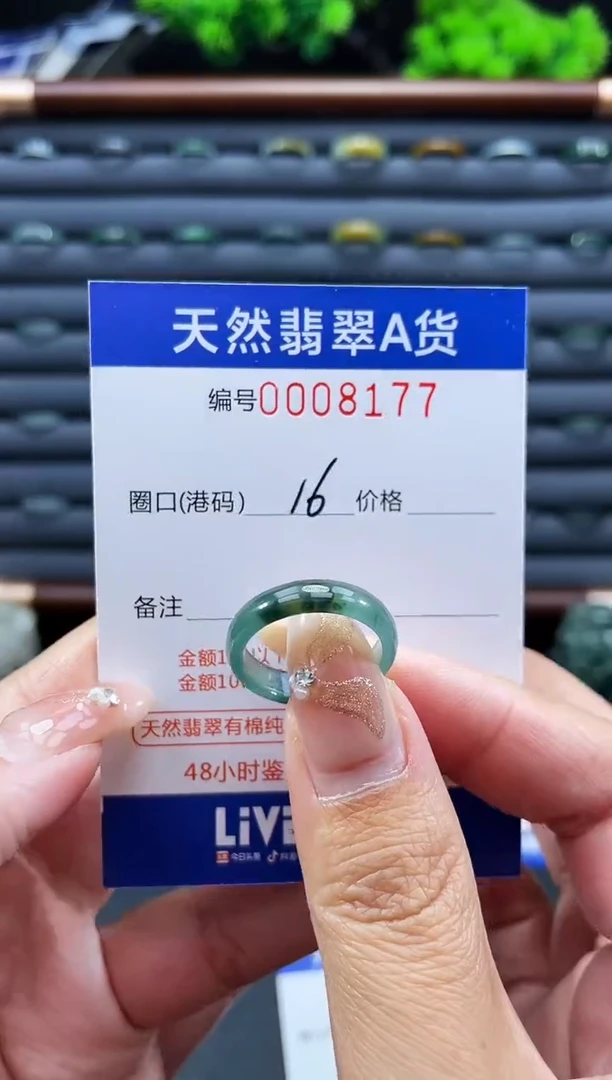 天然翡翠A货
编号0008177
圈口(港码) 16 价格
备注
金额1
金额10
天然翡翠有棉纯
48小时鉴
LiVE
今日头条 抖音